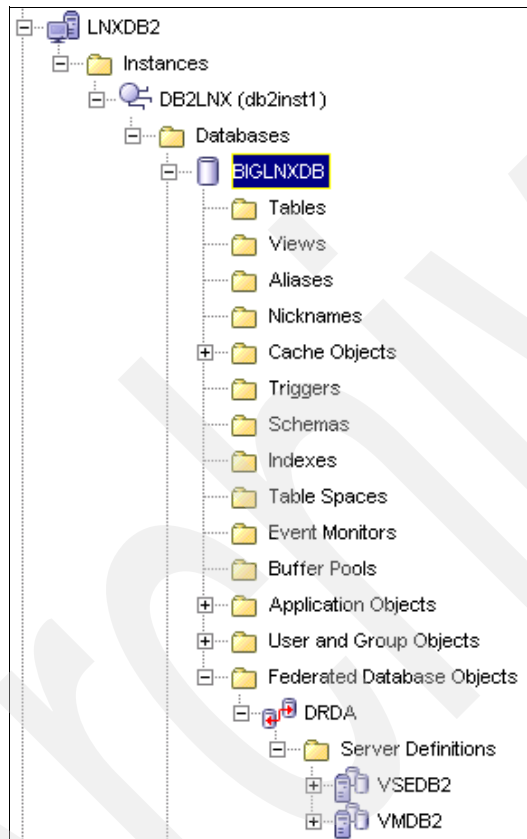 LNXDB2
Instances
DB2LNX (db2inst1)
Databases
BIGLNXDB
Tables
Views
Aliases
Nicknames
Cache Objects
Triggers
Schemas
Indexes
Table Spaces
Event Monitors
Buffer Pools
Application Objects
User and Group Objects
Federated Database Objects
DRDA
Server Definitions
VSEDB2
VMDB2